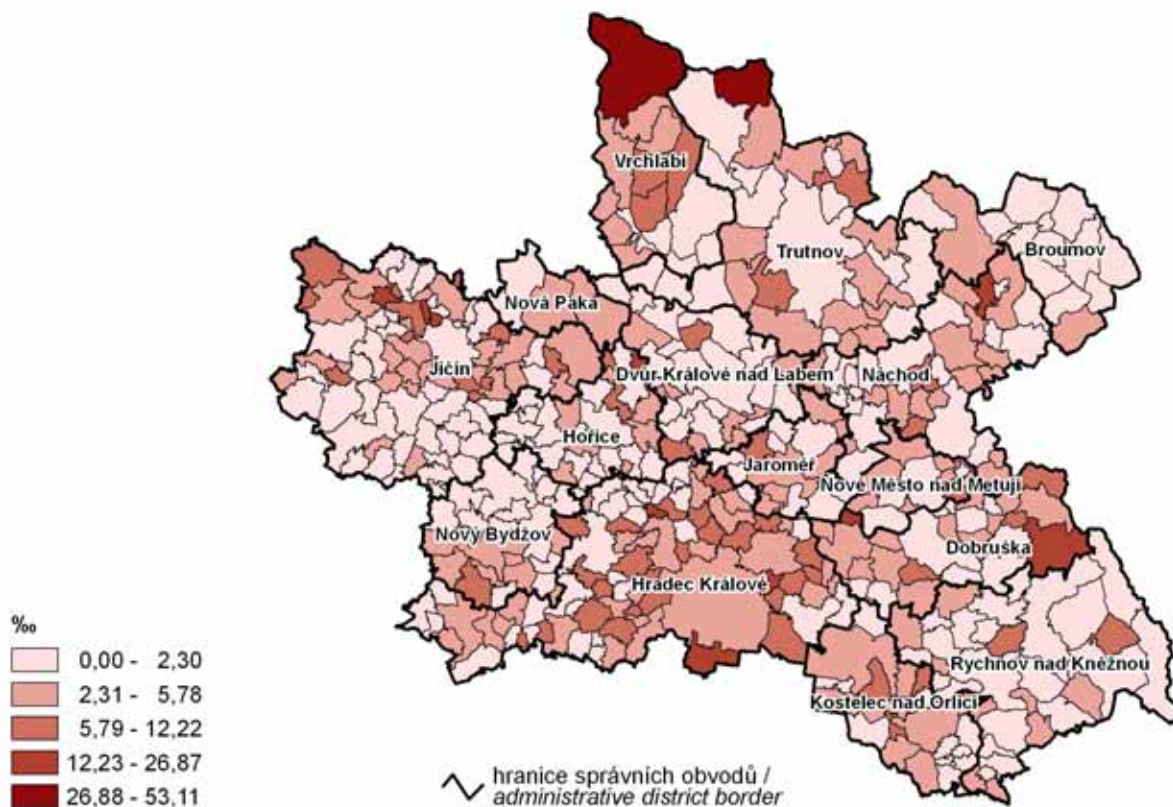 Vrchlabí
Trutnov
Broumov
Nová Paka
Jičín
Dvůr Králové nad Labem
Náchod
Hořice
Jaroměř
Nové Město nad Metují
Nový Bydžov
Dobruška
Hradec Králové
Rychnov nad Kněžnou
Kostelec nad Orlicí
‰
0,00 - 2,30
2,31 - 5,78
5,79 - 12,22
12,23 - 26,87
26,88 - 53,11
hranice správních obvodů /
administrative district border